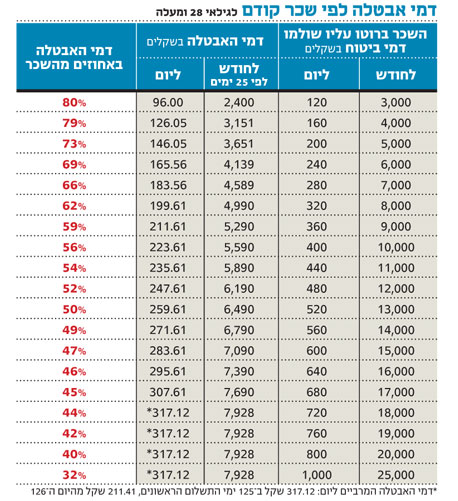 דמי אבטלה לפי שכר קודם לגילאי 28 ומעלה
השכר ברוטו עליו שולמו דמי ביטוח בשקלים
דמי האבטלה בשקלים
דמי האבטלה באחוזים מהשכר
לחודש ליום לחודש לפי 25 ימים ליום
3,000 120 2,400 96.00 80%
4,000 160 3,151 126.05 79%
5,000 200 3,651 146.05 73%
6,000 240 4,139 165.56 69%
7,000 280 4,589 183.56 66%
8,000 320 4,990 199.61 62%
9,000 360 5,290 211.61 59%
10,000 400 5,590 223.61 56%
11,000 440 5,890 235.61 54%
12,000 480 6,190 247.61 52%
13,000 520 6,490 259.61 50%
14,000 560 6,790 271.61 49%
15,000 600 7,090 283.61 47%
16,000 640 7,390 295.61 46%
17,000 680 7,690 307.61 45%
18,000 720 7,928 317.12* 44%
19,000 760 7,928 317.12* 42%
20,000 800 7,928 317.12* 40%
25,000 1,000 7,928 317.12* 32%
*דמי האבטלה המרביים ליום: 317.12 שקל ב־125 ימי התשלום הראשונים, 211.41 שקל מהיום ה־126